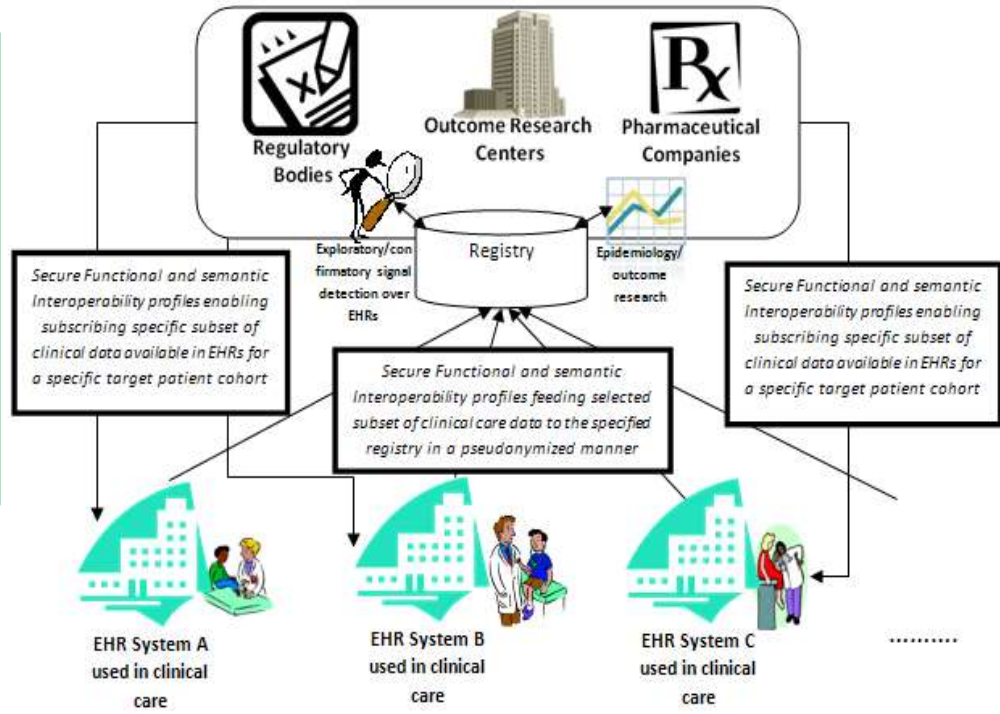 Regulatory
Bodies
Outcome Research
Centers
Rx
Pharmaceutical
Companies
Exploratory/con
firmatory signal
detection over
EHRs
Registry
Epidemiology/
outcome
research
Secure Functional and semantic
Interoperability profiles enabling
subscribing specific subset of
clinical data available in EHRs for
a specific target patient cohort
Secure Functional and semantic
Interoperability profiles feeding selected
subset of clinical care data to the specified
registry in a pseudonymized manner
Secure Functional and semantic
Interoperability profiles enabling
subscribing specific subset of
clinical data available in EHRs for
a specific target patient cohort
EHR System A
used in clinical
care
EHR System B
used in clinical
care
EHR System C
used in clinical
care
..........